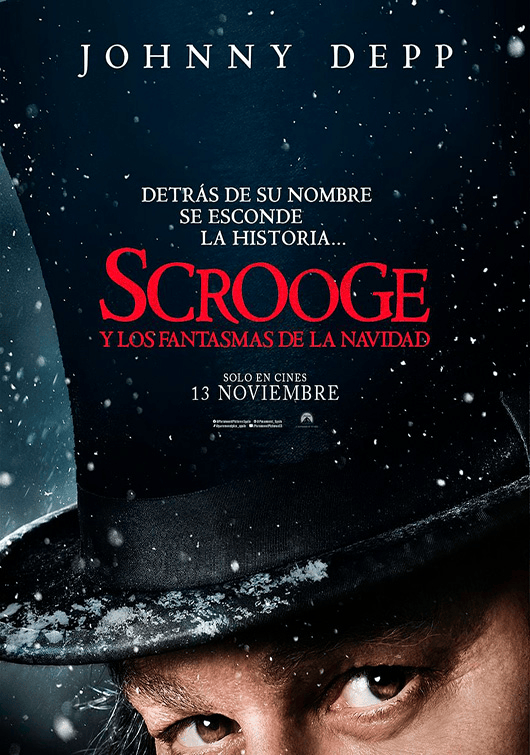 JOHNNY DEPP
DETRÁS DE SU NOMBRE
SE ESCONDE
LA HISTORIA...
SCROOGE
Y LOS FANTASMAS DE LA NAVIDAD
SOLO EN CINES
13 NOVIEMBRE